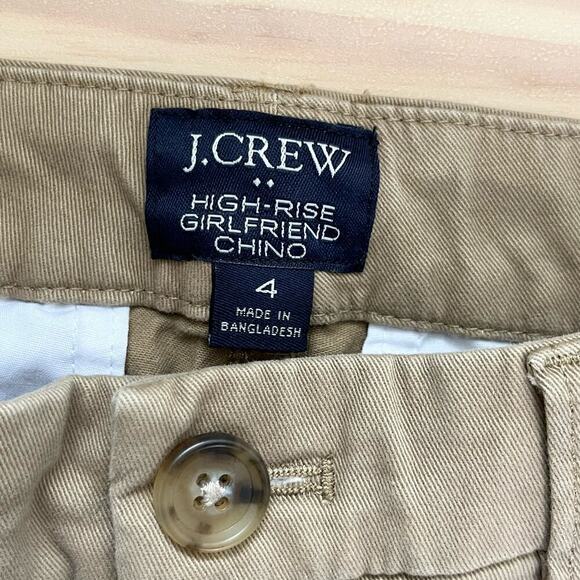 J.CREW
HIGH-RISE
GIRLFRIEND
CHINO
4
MADE IN
BANGLADESH